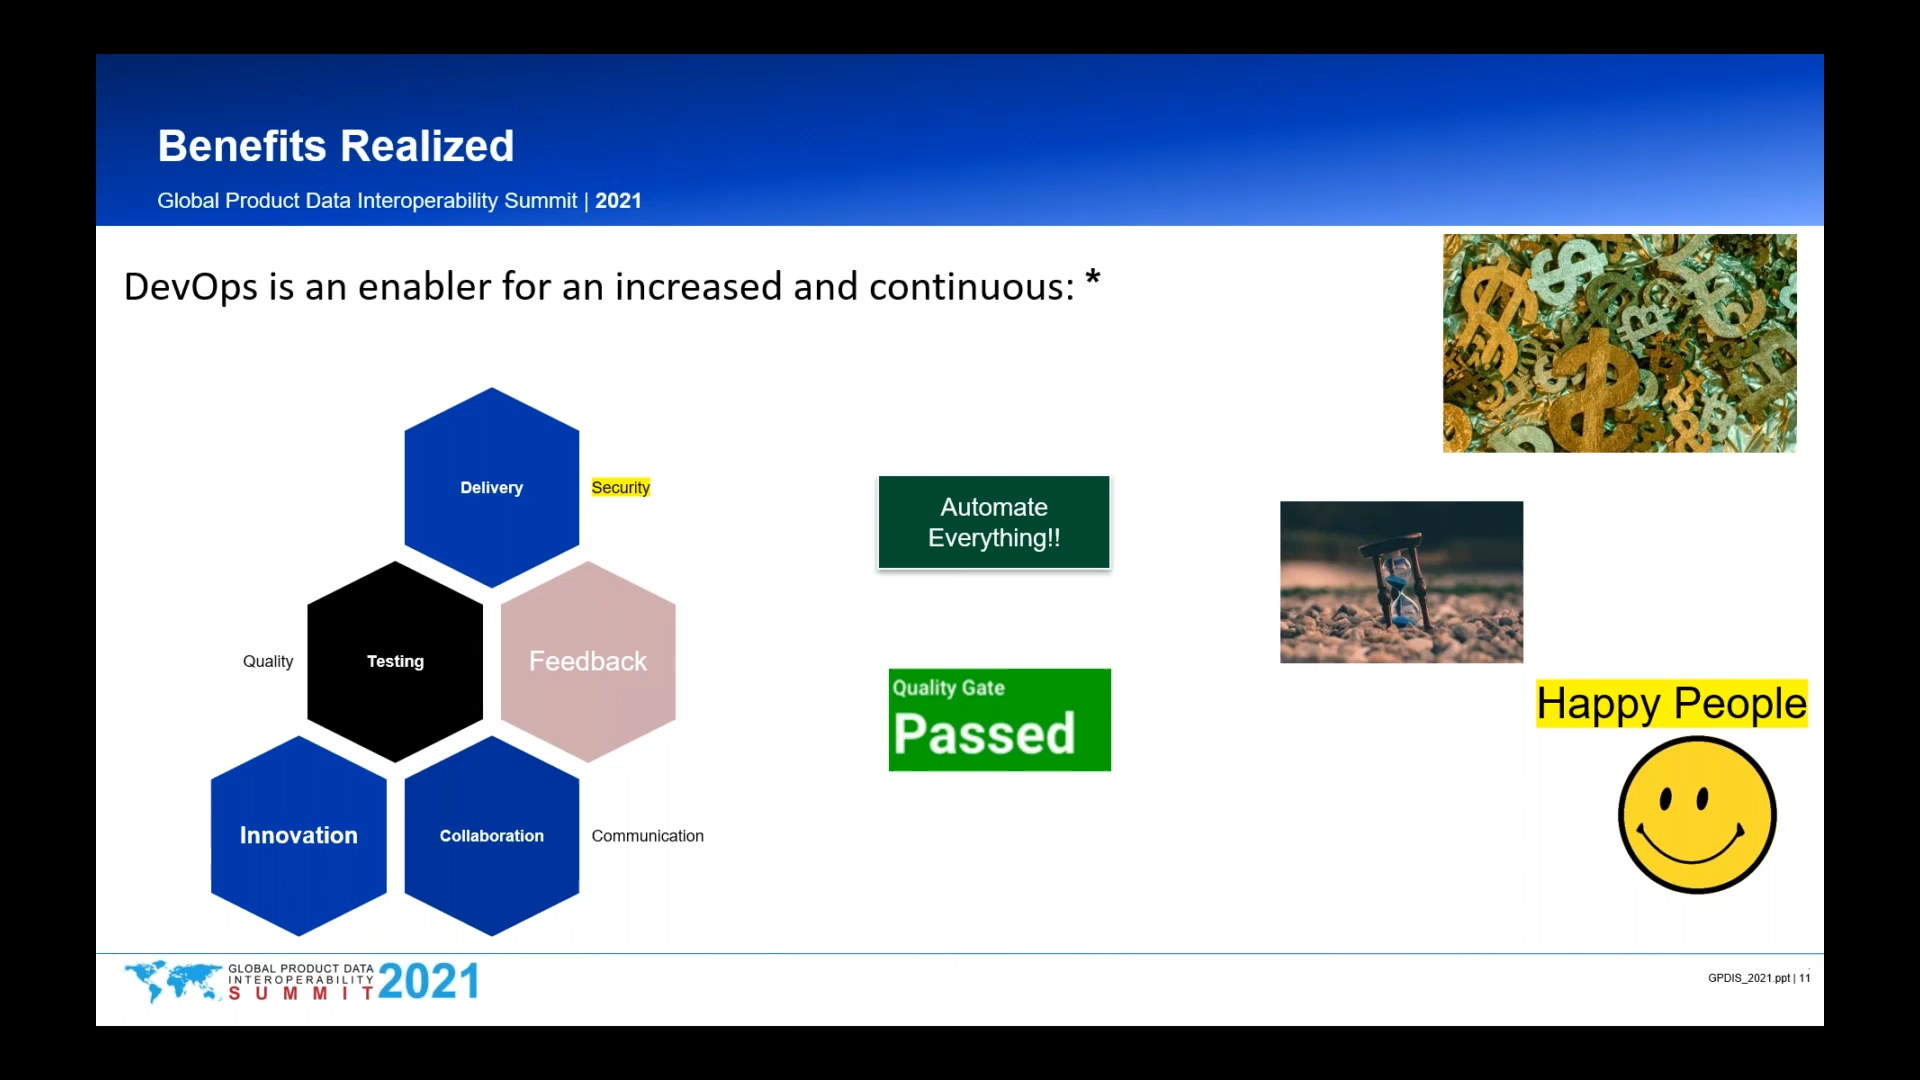 Benefits Realized
Global Product Data Interoperability Summit | 2021
DevOps is an enabler for an increased and continuous: *
Delivery
Security
Automate
Everything!!
Quality
Testing
Feedback
Quality Gate
Passed
Happy People
Innovation
Collaboration
Communication
GLOBAL PRODUCT DATA
INTEROPERABILITY
SUMMIT
2021
GPDIS_2021.ppt | 11